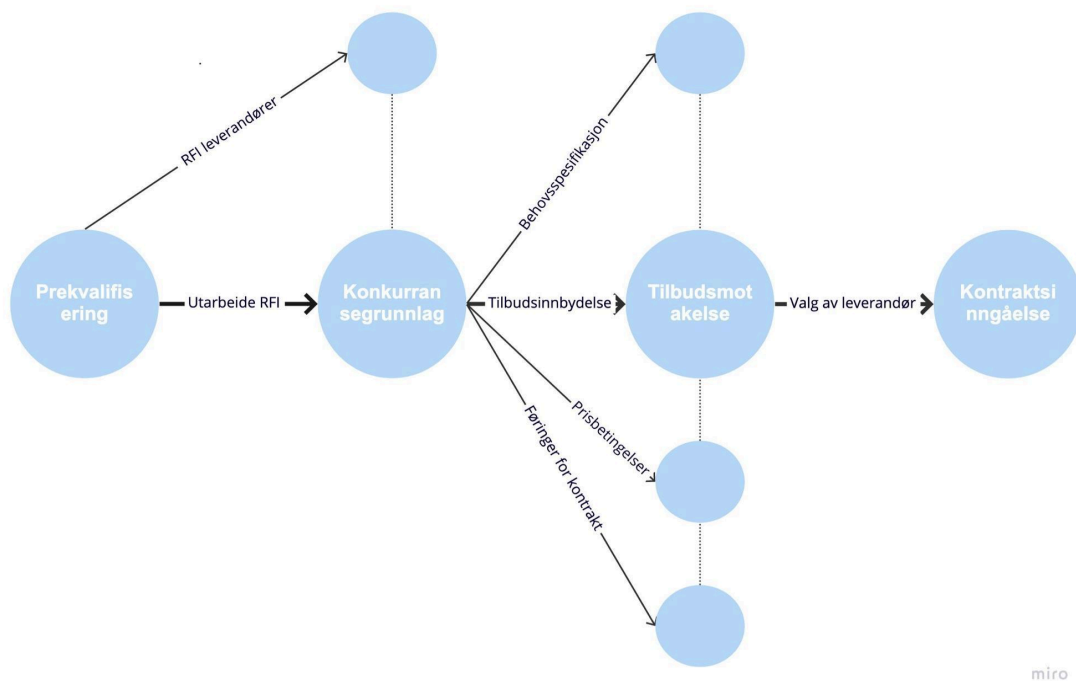 RFI leverandører
Behovsspesifikasjon
Prekvalifis
ering
Utarbeide RFI
Konkurran
segrunnlag
Tilbudsinnbydelse
Tilbudsmot
akelse
Valg av leverandør
Kontraktsi
nngåelse
Prisbetingelser
Føringer for kontrakt
miro